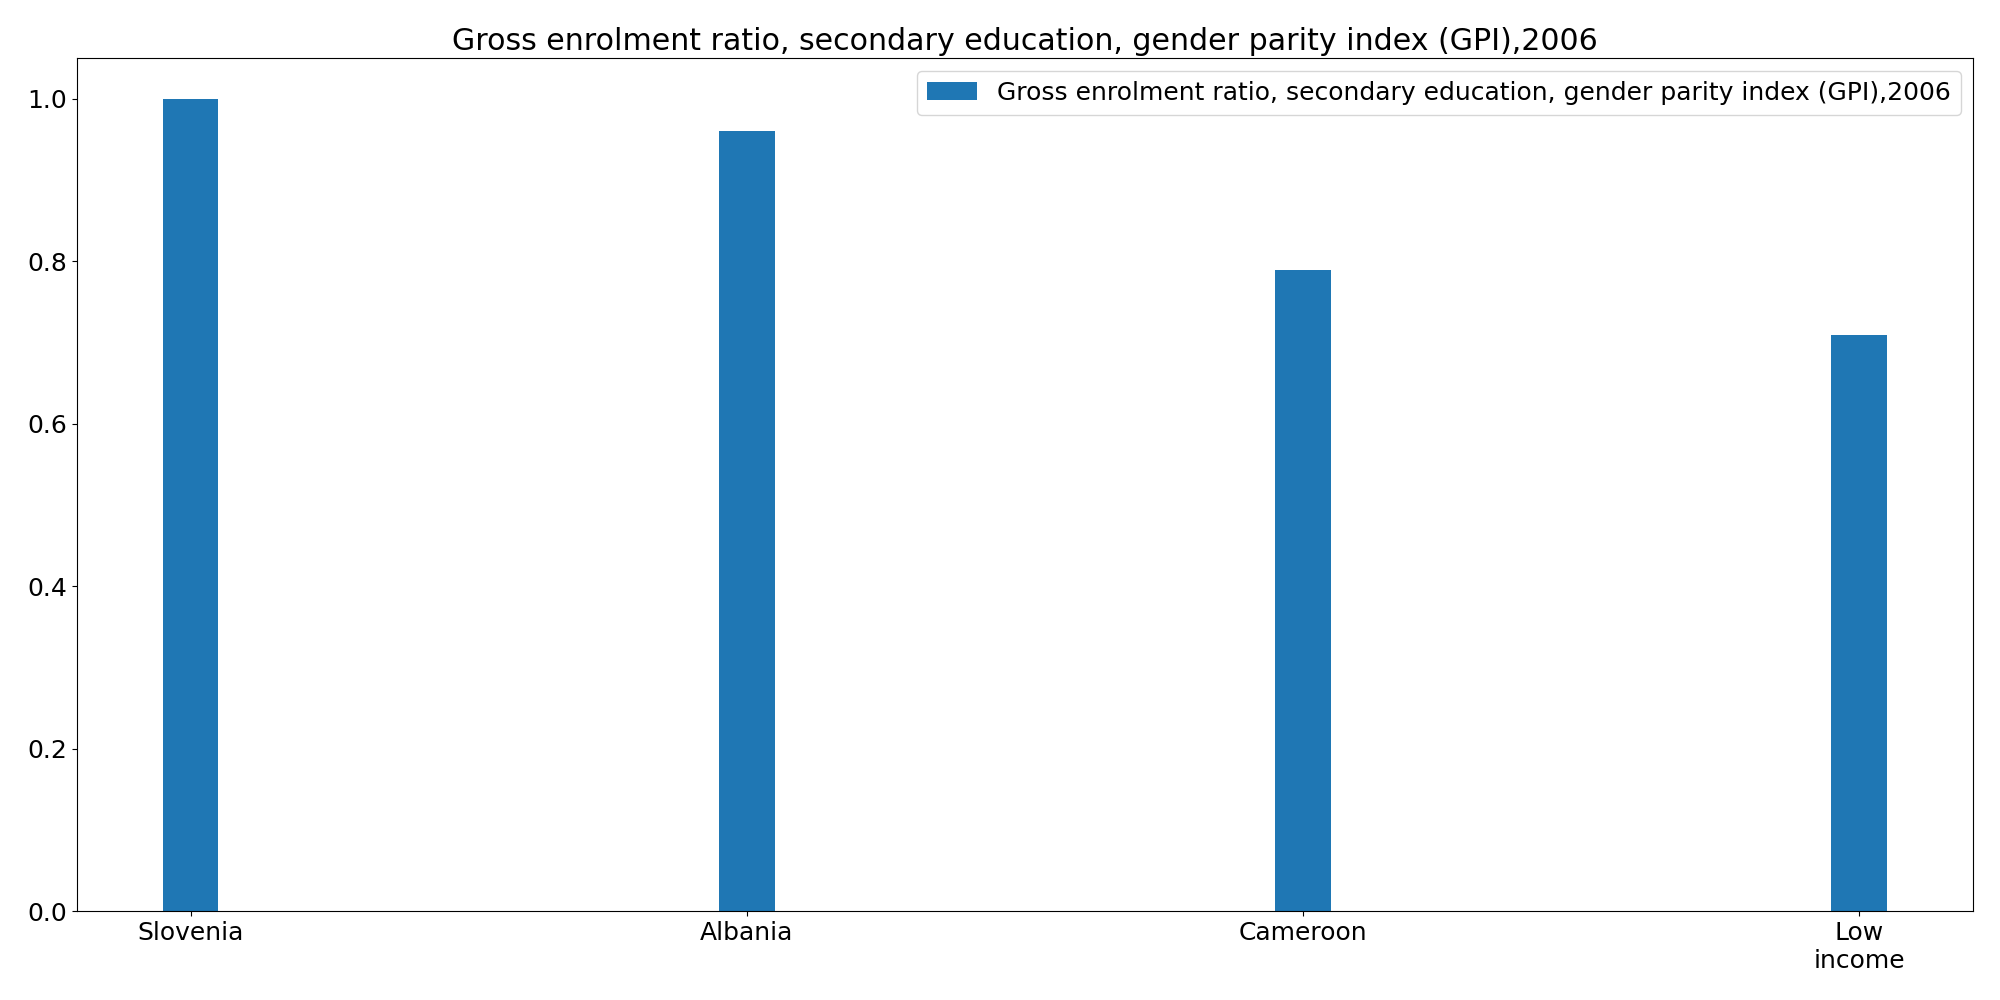 Gross enrolment ratio, secondary education, gender parity index (GPI),2006
Gross enrolment ratio, secondary education, gender parity index (GPI),2006
1.0
0.8
0.6
0.4
0.2
0.0
Slovenia
Albania
Cameroon
Low
income